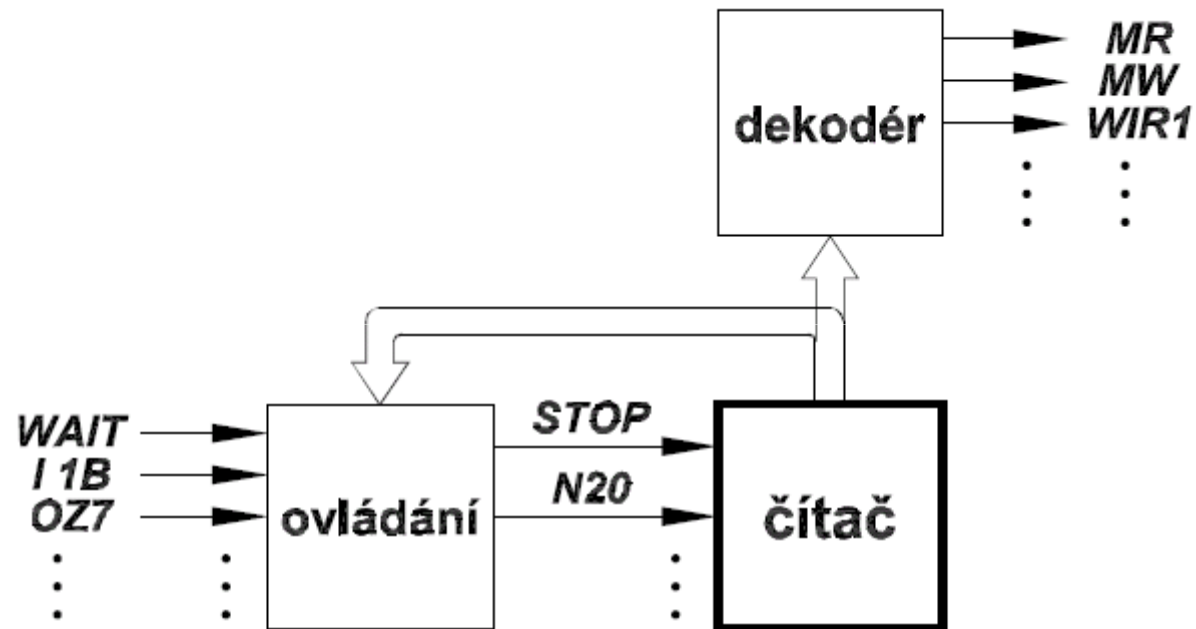 MR
MW
WIR1
dekodér
WAIT
I 1B
OZ7
ovládání
STOP
N20
čítač